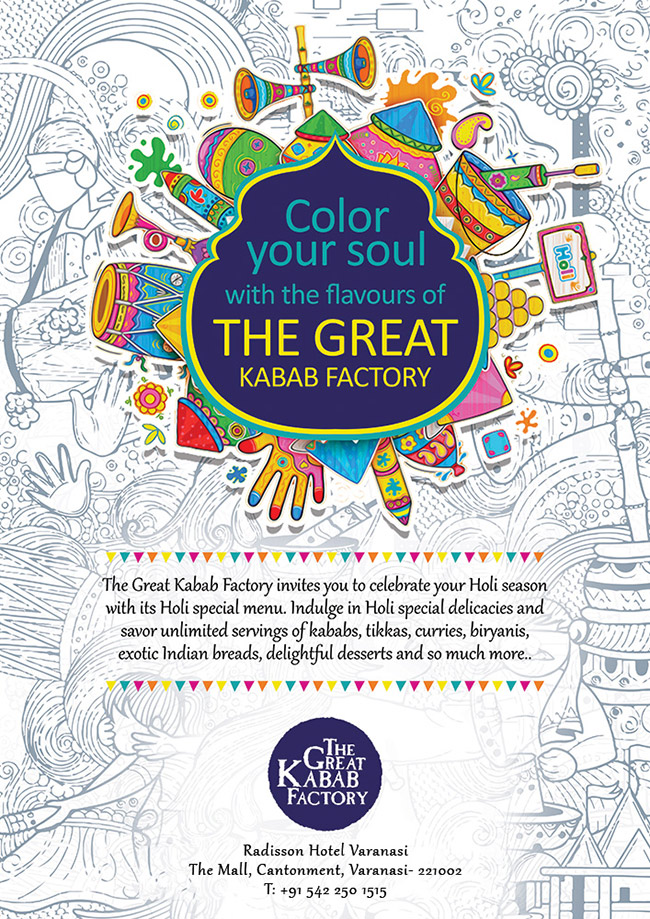 Color
your soul
with the flavours of
THE GREAT
KABAB FACTORY
Holi
The Great Kabab Factory invites you to celebrate your Holi season
with its Holi special menu. Indulge in Holi special delicacies and
savor unlimited servings of kababs, tikkas, curries, biryanis,
exotic Indian breads, delightful desserts and so much more..
THE
GREAT
KABAB
FACTORY
Radisson Hotel Varanasi
The Mall, Cantonment, Varanasi- 221002
T: +91 542 250 1515